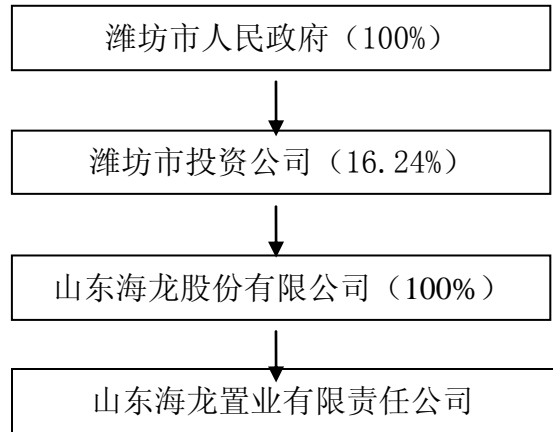 潍坊市人民政府（100%）
潍坊市投资公司（16.24%）
山东海龙股份有限公司（100%）
山东海龙置业有限责任公司